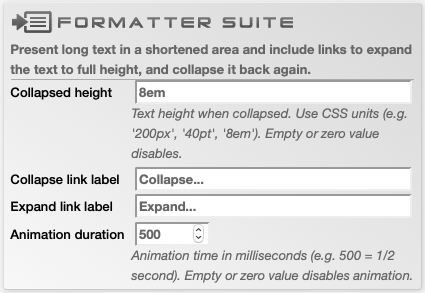 FORMATTER SUITE
Present long text in a shortened area and include links to expand
the text to full height, and collapse it back again.
Collapsed height 8em
Text height when collapsed. Use CSS units (e.g.
'200px', '40pt', '8em'). Empty or zero value
disables.
Collapse link label Collapse...
Expand link label Expand...
Animation duration 500
Animation time in milliseconds (e.g. 500 = 1/2
second). Empty or zero value disables animation.